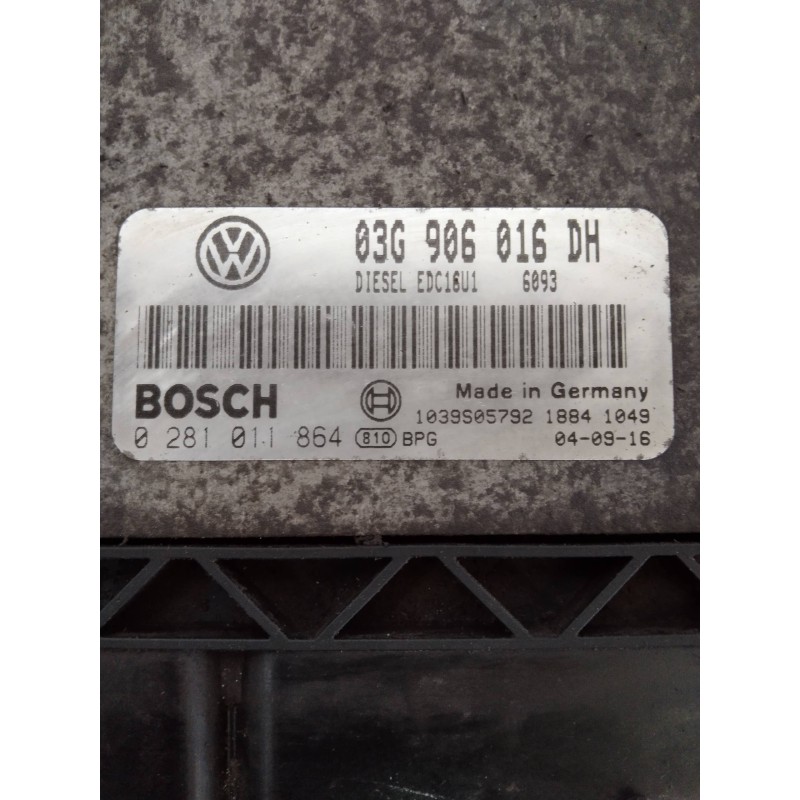 VW 03G 906 016 DH
DIESEL EDC16U1 6093
BOSCH Made in Germany
1039S05792 1884 1049
0 281 011 864 810 BPG 04-09-16